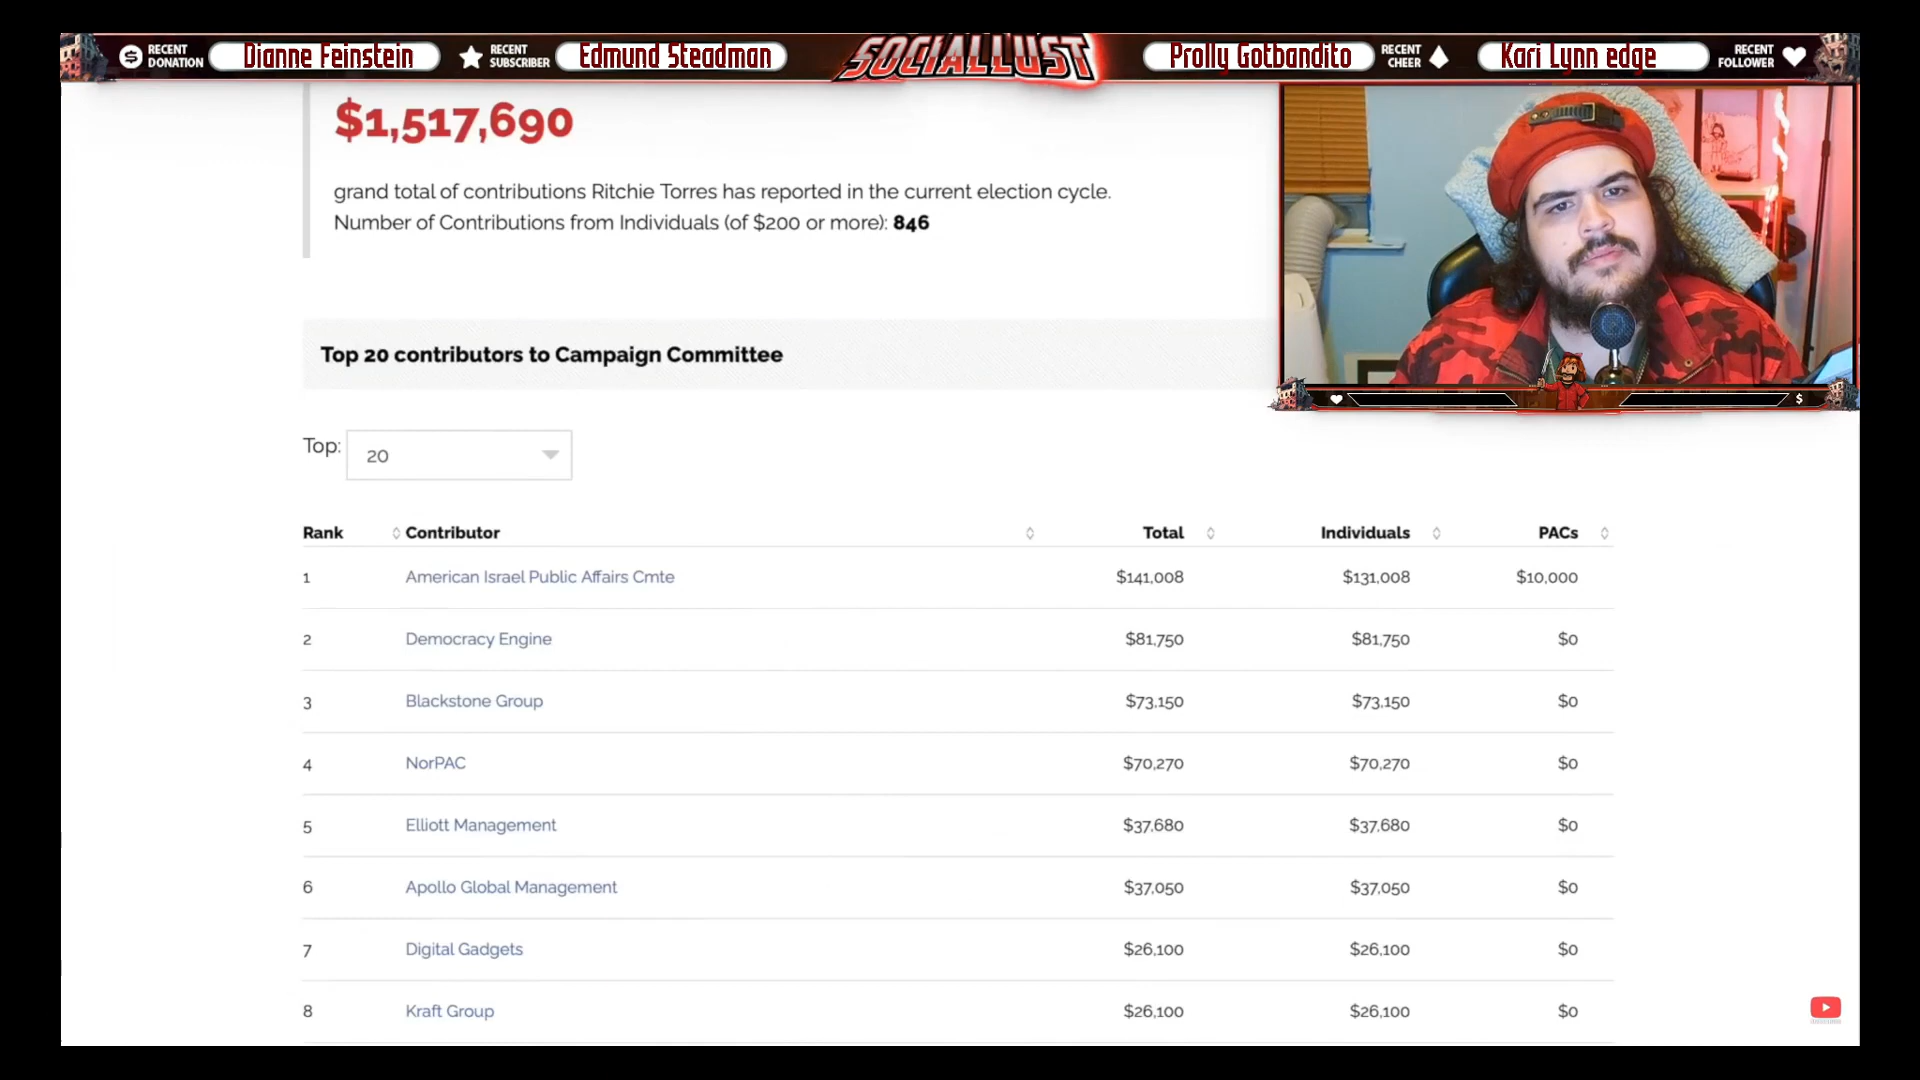 RECENT DONATION
Dianne Feinstein
RECENT SUBSCRIBER
Edmund Steadman
SOCIALLUST
Prolly Gotbandito
RECENT CHEER
Kari Lynn edge
RECENT FOLLOWER
$1,517,690
grand total of contributions Ritchie Torres has reported in the current election cycle.
Number of Contributions from Individuals (of $200 or more): 846
Top 20 contributors to Campaign Committee
Top: 20
Rank Contributor Total Individuals PACs
1 American Israel Public Affairs Cmte $141,008 $131,008 $10,000
2 Democracy Engine $81,750 $81,750 $0
3 Blackstone Group $73,150 $73,150 $0
4 NorPAC $70,270 $70,270 $0
5 Elliott Management $37,680 $37,680 $0
6 Apollo Global Management $37,050 $37,050 $0
7 Digital Gadgets $26,100 $26,100 $0
8 Kraft Group $26,100 $26,100 $0